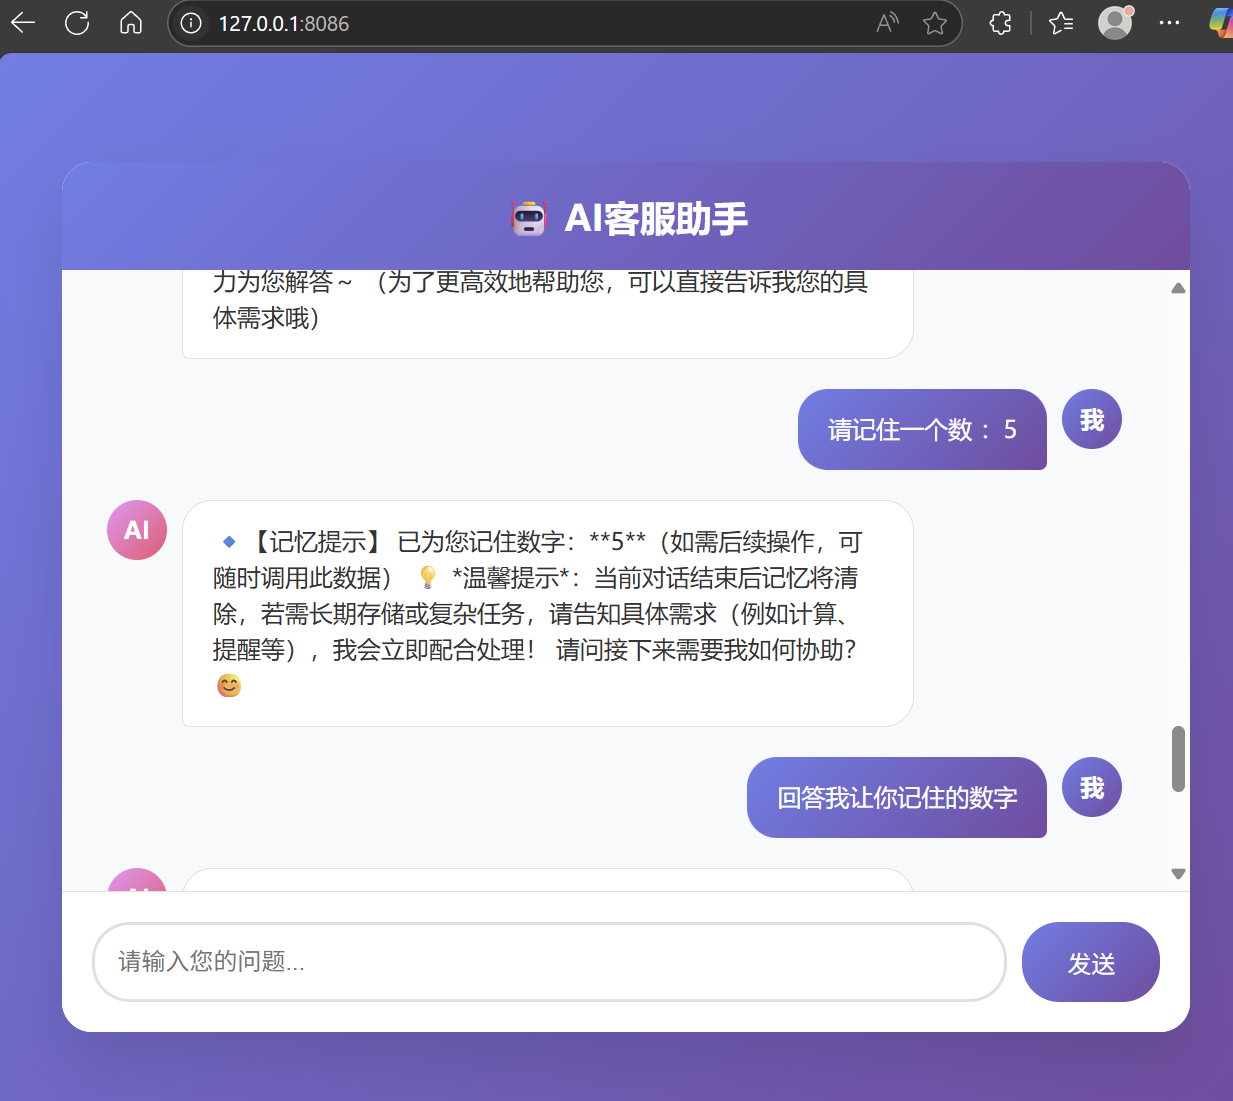 127.0.0.1:8086
AI客服助手
力为您解答~ （为了更高效地帮助您，可以直接告诉我您的具
体需求哦）
请记住一个数 ：5
我
AI
【记忆提示】 已为您记住数字：**5**（如需后续操作，可
随时调用此数据） *温馨提示*：当前对话结束后记忆将清
除，若需长期存储或复杂任务，请告知具体需求（例如计算、
提醒等），我会立即配合处理！ 请问接下来需要我如何协助？
回答我让你记住的数字
我
请输入您的问题...
发送